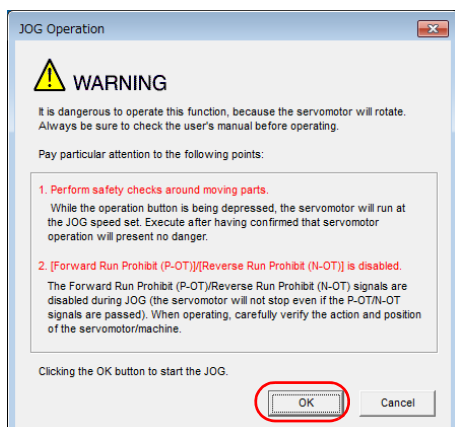 JOG Operation
WARNING
It is dangerous to operate this function, because the servomotor will rotate.
Always be sure to check the user's manual before operating.
Pay particular attention to the following points:
1. Perform safety checks around moving parts.
While the operation button is being depressed, the servomotor will run at
the JOG speed set. Execute after having confirmed that servomotor
operation will present no danger.
2. [Forward Run Prohibit (P-OT)]/[Reverse Run Prohibit (N-OT)] is disabled.
The Forward Run Prohibit (P-OT)/Reverse Run Prohibit (N-OT) signals are
disabled during JOG (the servomotor will not stop even if the P-OT/N-OT
signals are passed). When operating, carefully verify the action and position
of the servomotor/machine.
Clicking the OK button to start the JOG.
OK
Cancel